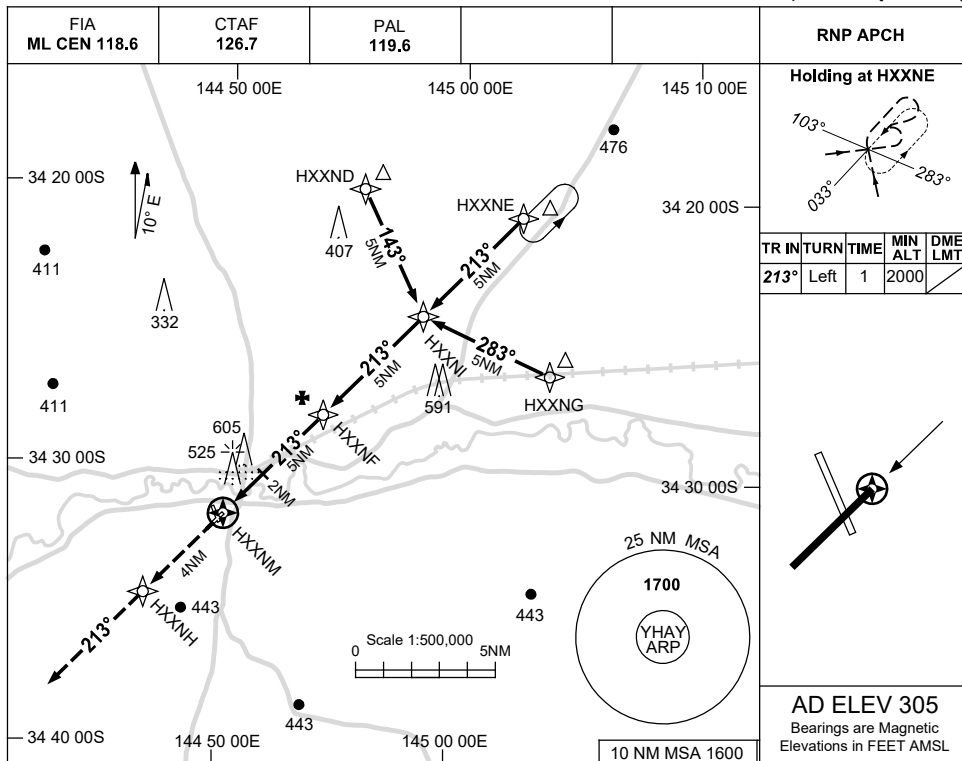 FIA
ML CEN 118.6
CTAF
126.7
PAL
119.6
RNP APCH
144 50 00E
145 00 00E
145 10 00E
Holding at HXXNE
103°
283°
033°
476
HXXND
34 20 00S
HXXNE
34 20 00S
10° E
407
143°
5NM
213°
5NM
411
332
TR IN TURN TIME MIN ALT DME LMT
213° Left 1 2000
HXXNI
213°
5NM
283°
5NM
411
591
HXXNG
HXXNF
605
525
213°
5NM
2NM
34 30 00S
34 30 00S
HXXNM
4NM
25 NM MSA
1700
YHAY
ARP
HXXNH
443
443
213°
Scale 1:500,000
0 5NM
443
34 40 00S
144 50 00E
145 00 00E
10 NM MSA 1600
AD ELEV 305
Bearings are Magnetic
Elevations in FEET AMSL